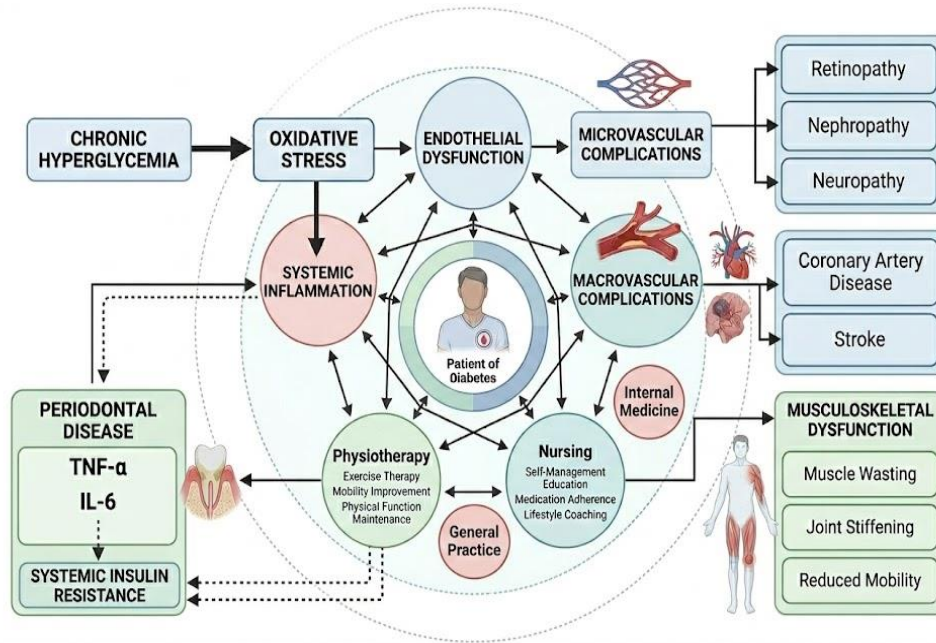 CHRONIC
HYPERGLYCEMIA
OXIDATIVE
STRESS
ENDOTHELIAL
DYSFUNCTION
MICROVASCULAR
COMPLICATIONS
Retinopathy
Nephropathy
Neuropathy
SYSTEMIC
INFLAMMATION
Patient of
Diabetes
MACROVASCULAR
COMPLICATIONS
Coronary Artery
Disease
Stroke
PERIODONTAL
DISEASE
TNF-α
IL-6
SYSTEMIC INSULIN
RESISTANCE
Physiotherapy
Exercise Therapy
Mobility Improvement
Physical Function
Maintenance
General
Practice
Nursing
Self-Management
Education
Medication Adherence
Lifestyle Coaching
Internal
Medicine
MUSCULOSKELETAL
DYSFUNCTION
Muscle Wasting
Joint Stiffening
Reduced Mobility